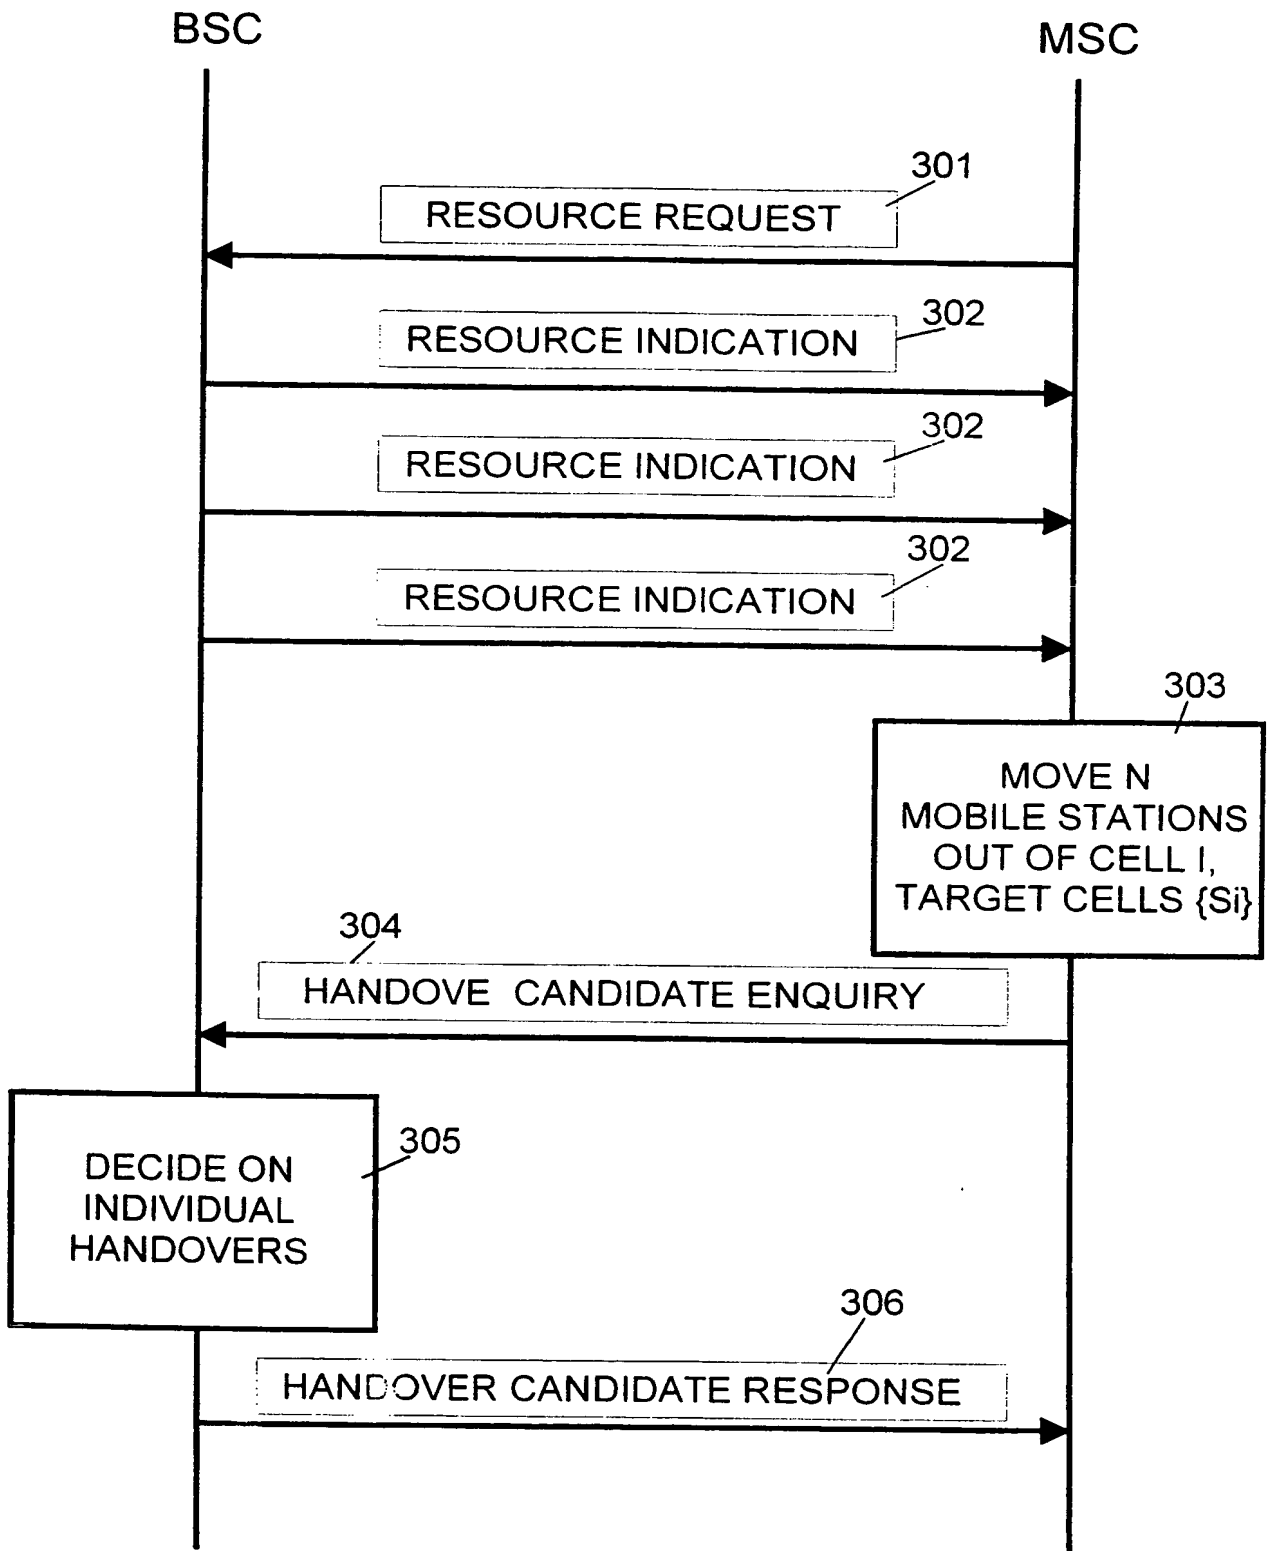 BSC
MSC
301
RESOURCE REQUEST
302
RESOURCE INDICATION
302
RESOURCE INDICATION
302
RESOURCE INDICATION
303
MOVE N
MOBILE STATIONS
OUT OF CELL I,
TARGET CELLS {Si}
304
HANDOVE CANDIDATE ENQUIRY
305
DECIDE ON
INDIVIDUAL
HANDOVERS
306
HANDOVER CANDIDATE RESPONSE